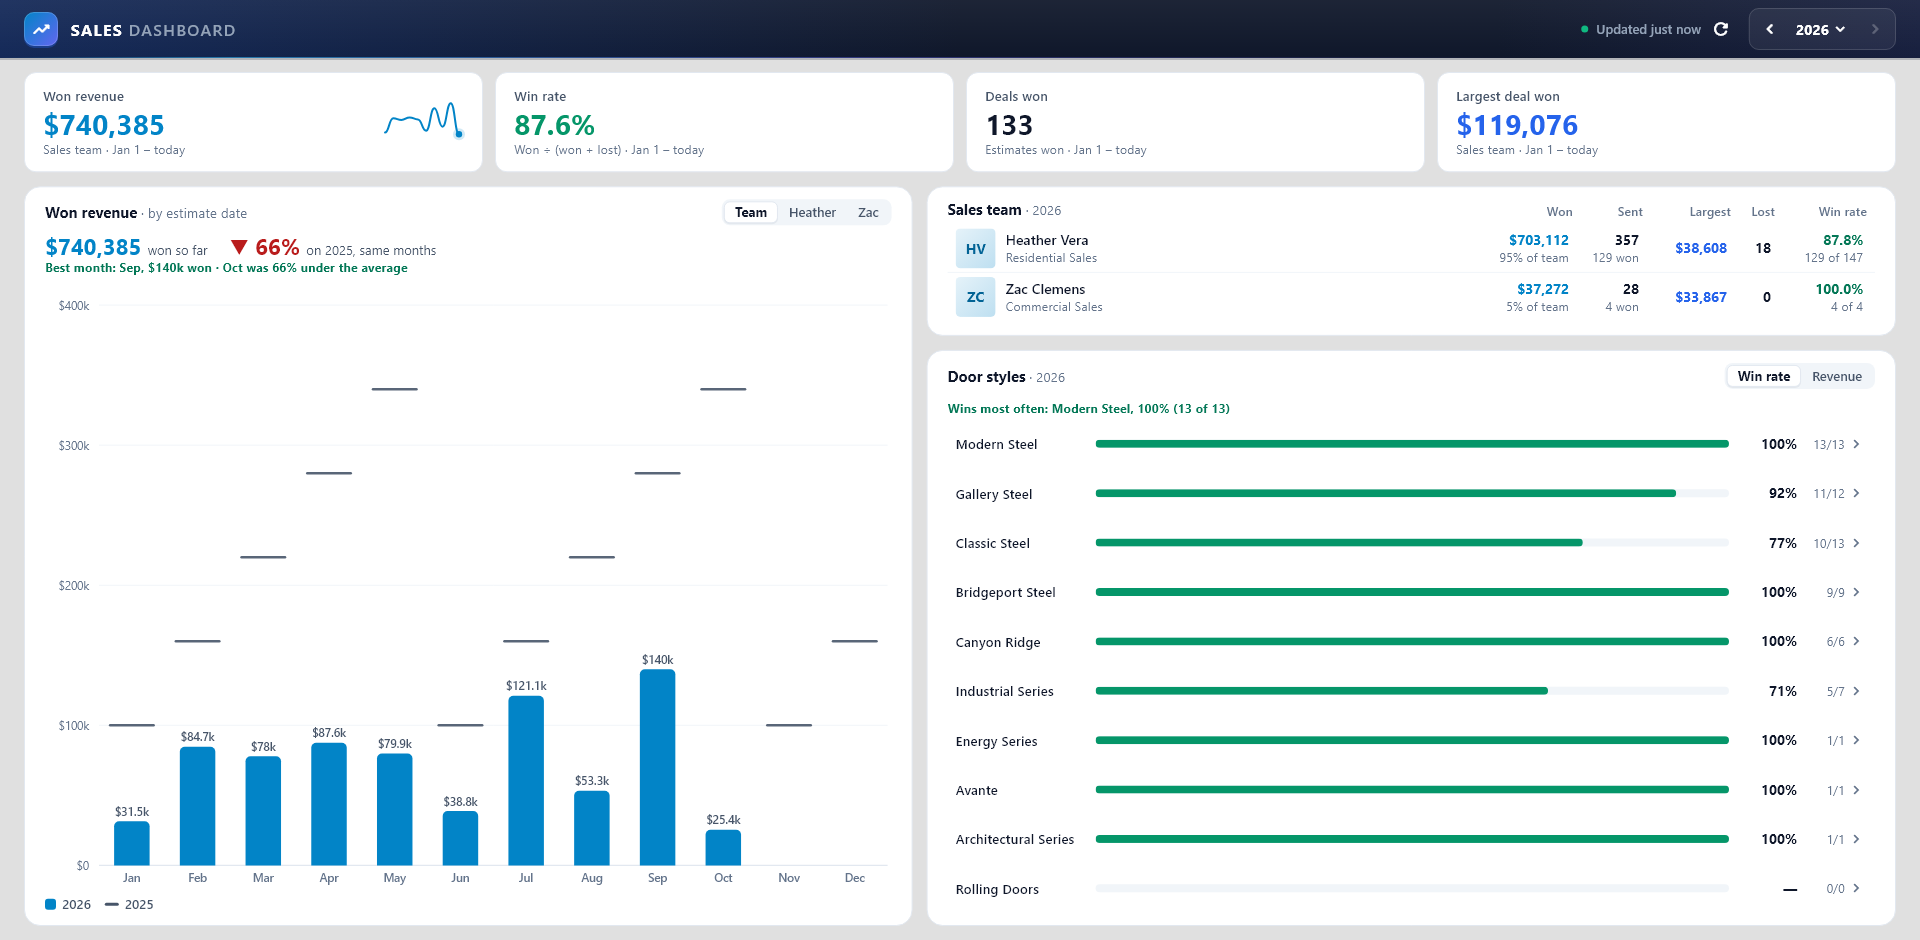 SALES DASHBOARD
Updated just now
2026
Won revenue
$740,385
Sales team · Jan 1 – today
Win rate
87.6%
Won ÷ (won + lost) · Jan 1 – today
Deals won
133
Estimates won · Jan 1 – today
Largest deal won
$119,076
Sales team · Jan 1 – today
Won revenue · by estimate date
Team Heather Zac
$740,385 won so far ▼ 66% on 2025, same months
Best month: Sep, $140k won · Oct was 66% under the average
$400k
$300k
$200k
$100k
$0
$31.5k
$84.7k
$78k
$87.6k
$79.9k
$38.8k
$121.1k
$53.3k
$140k
$25.4k
Jan Feb Mar Apr May Jun Jul Aug Sep Oct Nov Dec
2026 2025
Sales team · 2026
Won Sent Largest Lost Win rate
HV
Heather Vera
Residential Sales
$703,112
95% of team
357
129 won
$38,608
18
87.8%
129 of 147
ZC
Zac Clemens
Commercial Sales
$37,272
5% of team
28
4 won
$33,867
0
100.0%
4 of 4
Door styles · 2026
Win rate Revenue
Wins most often: Modern Steel, 100% (13 of 13)
Modern Steel 100% 13/13
Gallery Steel 92% 11/12
Classic Steel 77% 10/13
Bridgeport Steel 100% 9/9
Canyon Ridge 100% 6/6
Industrial Series 71% 5/7
Energy Series 100% 1/1
Avante 100% 1/1
Architectural Series 100% 1/1
Rolling Doors — 0/0